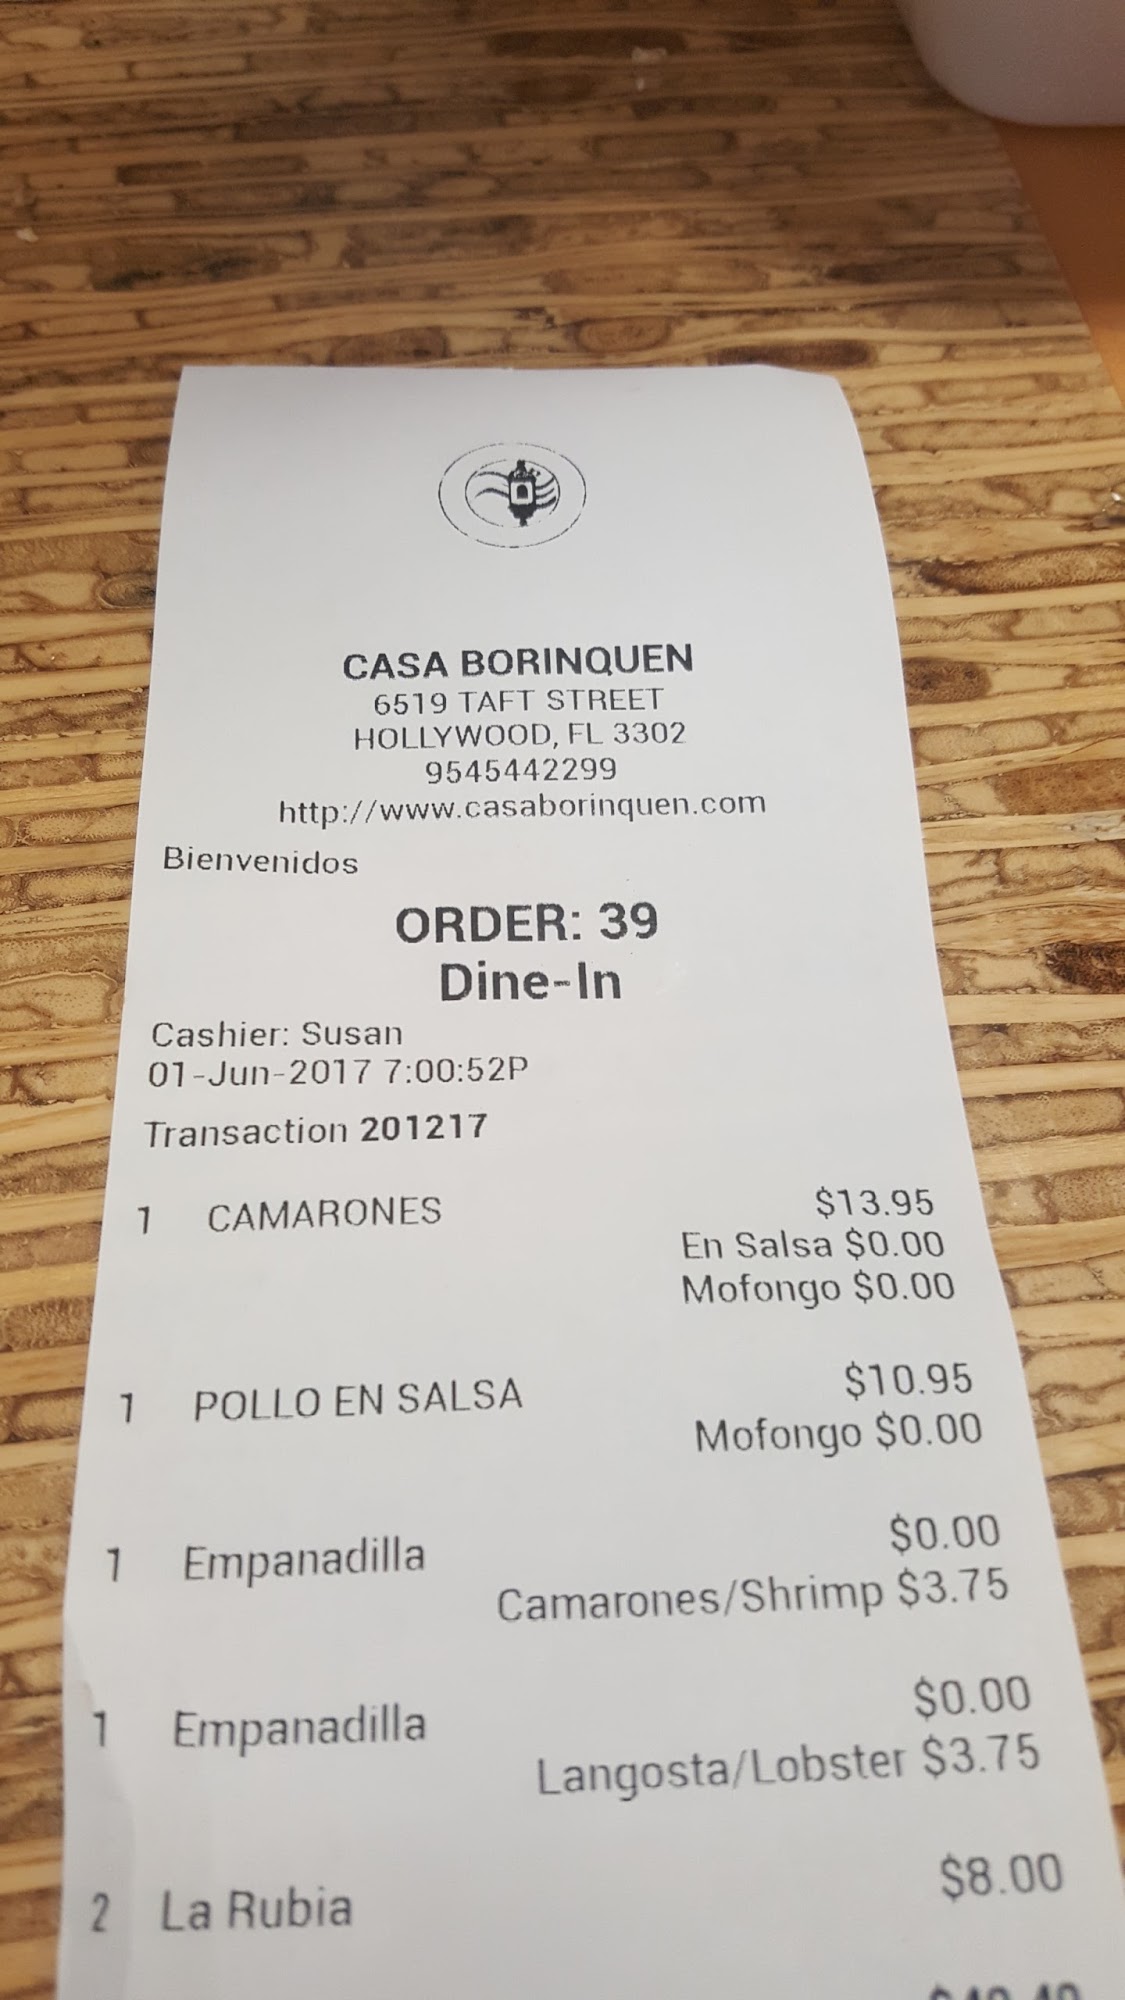 CASA BORINQUEN
6519 TAFT STREET
HOLLYWOOD, FL 3302
9545442299
http://www.casaborinquen.com
Bienvenidos
ORDER: 39
Dine-In
Cashier: Susan
01-Jun-2017 7:00:52P
Transaction 201217
1 CAMARONES $13.95
En Salsa $0.00
Mofongo $0.00
1 POLLO EN SALSA $10.95
Mofongo $0.00
1 Empanadilla $0.00
Camarones/Shrimp $3.75
1 Empanadilla $0.00
Langosta/Lobster $3.75
2 La Rubia $8.00